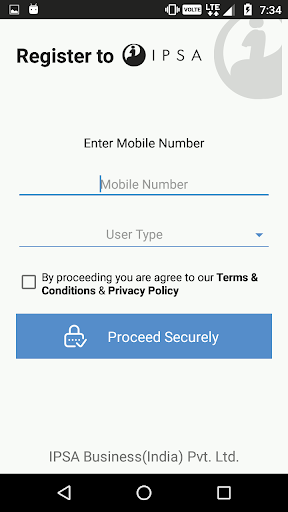 VOLTE LTE 7:34
Register to IPSA
Enter Mobile Number
Mobile Number
User Type
By proceeding you are agree to our Terms &
Conditions & Privacy Policy
Proceed Securely
IPSA Business(India) Pvt. Ltd.